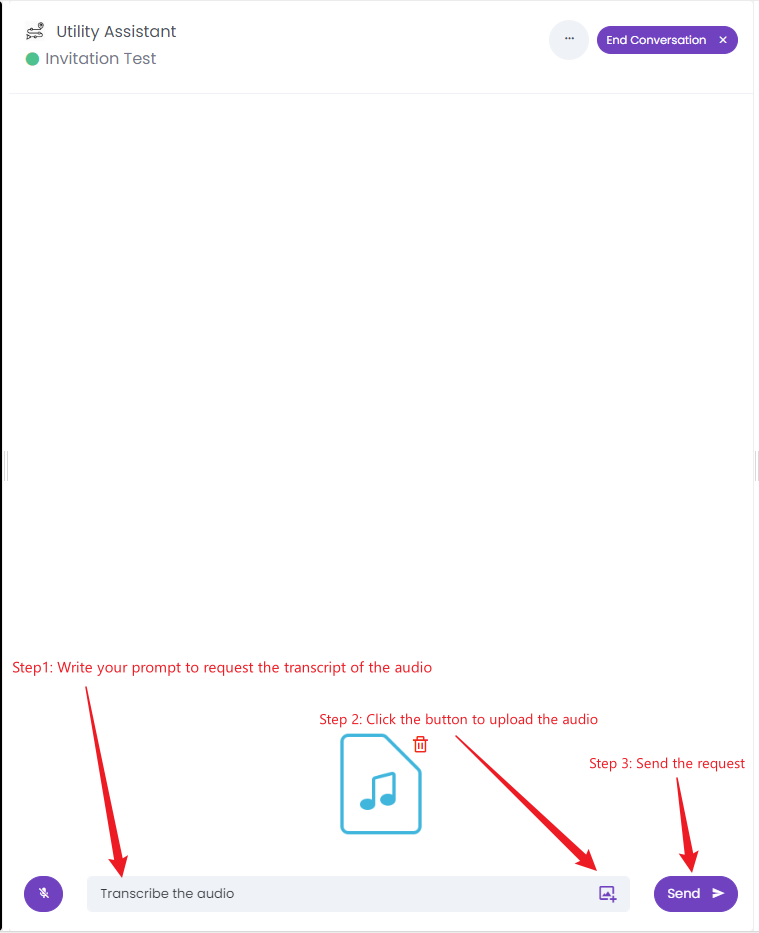 Utility Assistant
Invitation Test
...
End Conversation ×
Step1: Write your prompt to request the transcript of the audio
Step 2: Click the button to upload the audio
Step 3: Send the request
Transcribe the audio
Send